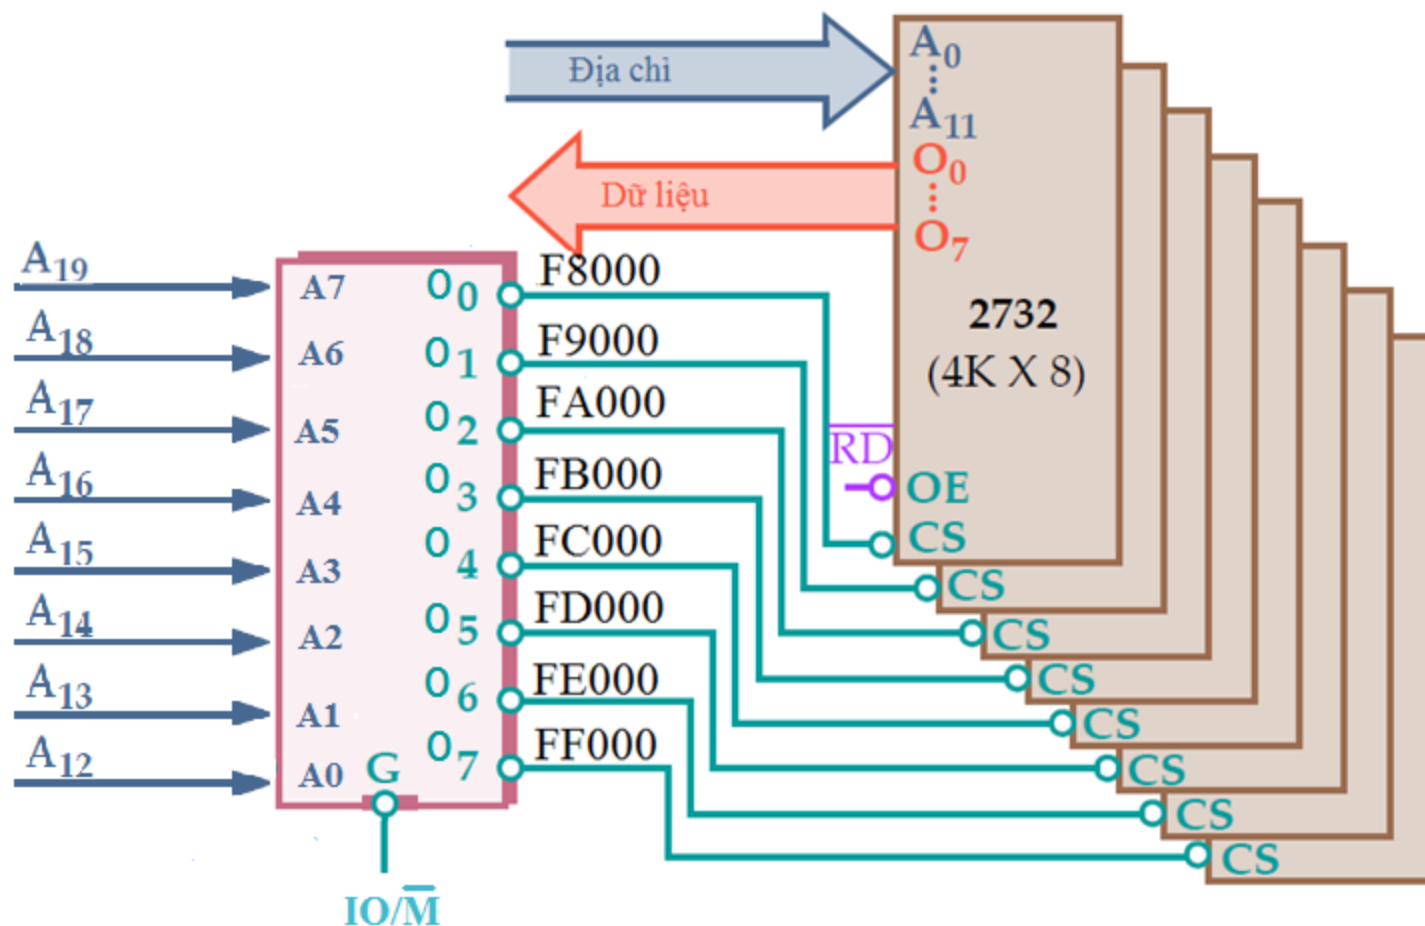 Địa chỉ
A0
A11
Dữ liệu
O0
O7
2732
(4K X 8)
RD
OE
CS
CS
CS
CS
CS
CS
CS
CS
A19
A18
A17
A16
A15
A14
A13
A12
A7
A6
A5
A4
A3
A2
A1
A0
G
IO/M̅
O0
O1
O2
O3
O4
O5
O6
O7
F8000
F9000
FA000
FB000
FC000
FD000
FE000
FF000